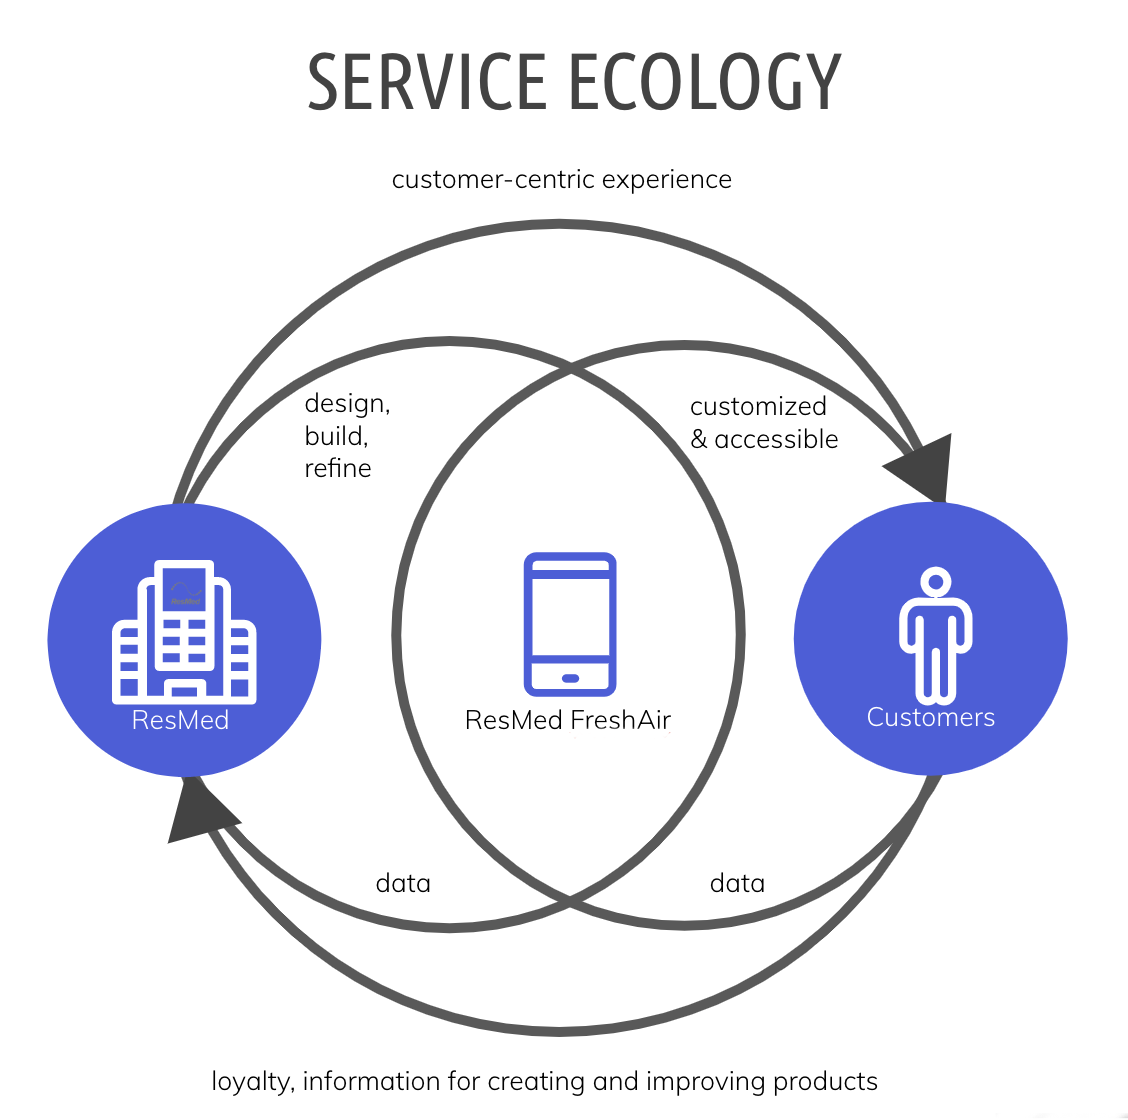 SERVICE ECOLOGY
customer-centric experience
design,
build,
refine
customized
& accessible
ResMed
ResMed
ResMed FreshAir
Customers
data
data
loyalty, information for creating and improving products